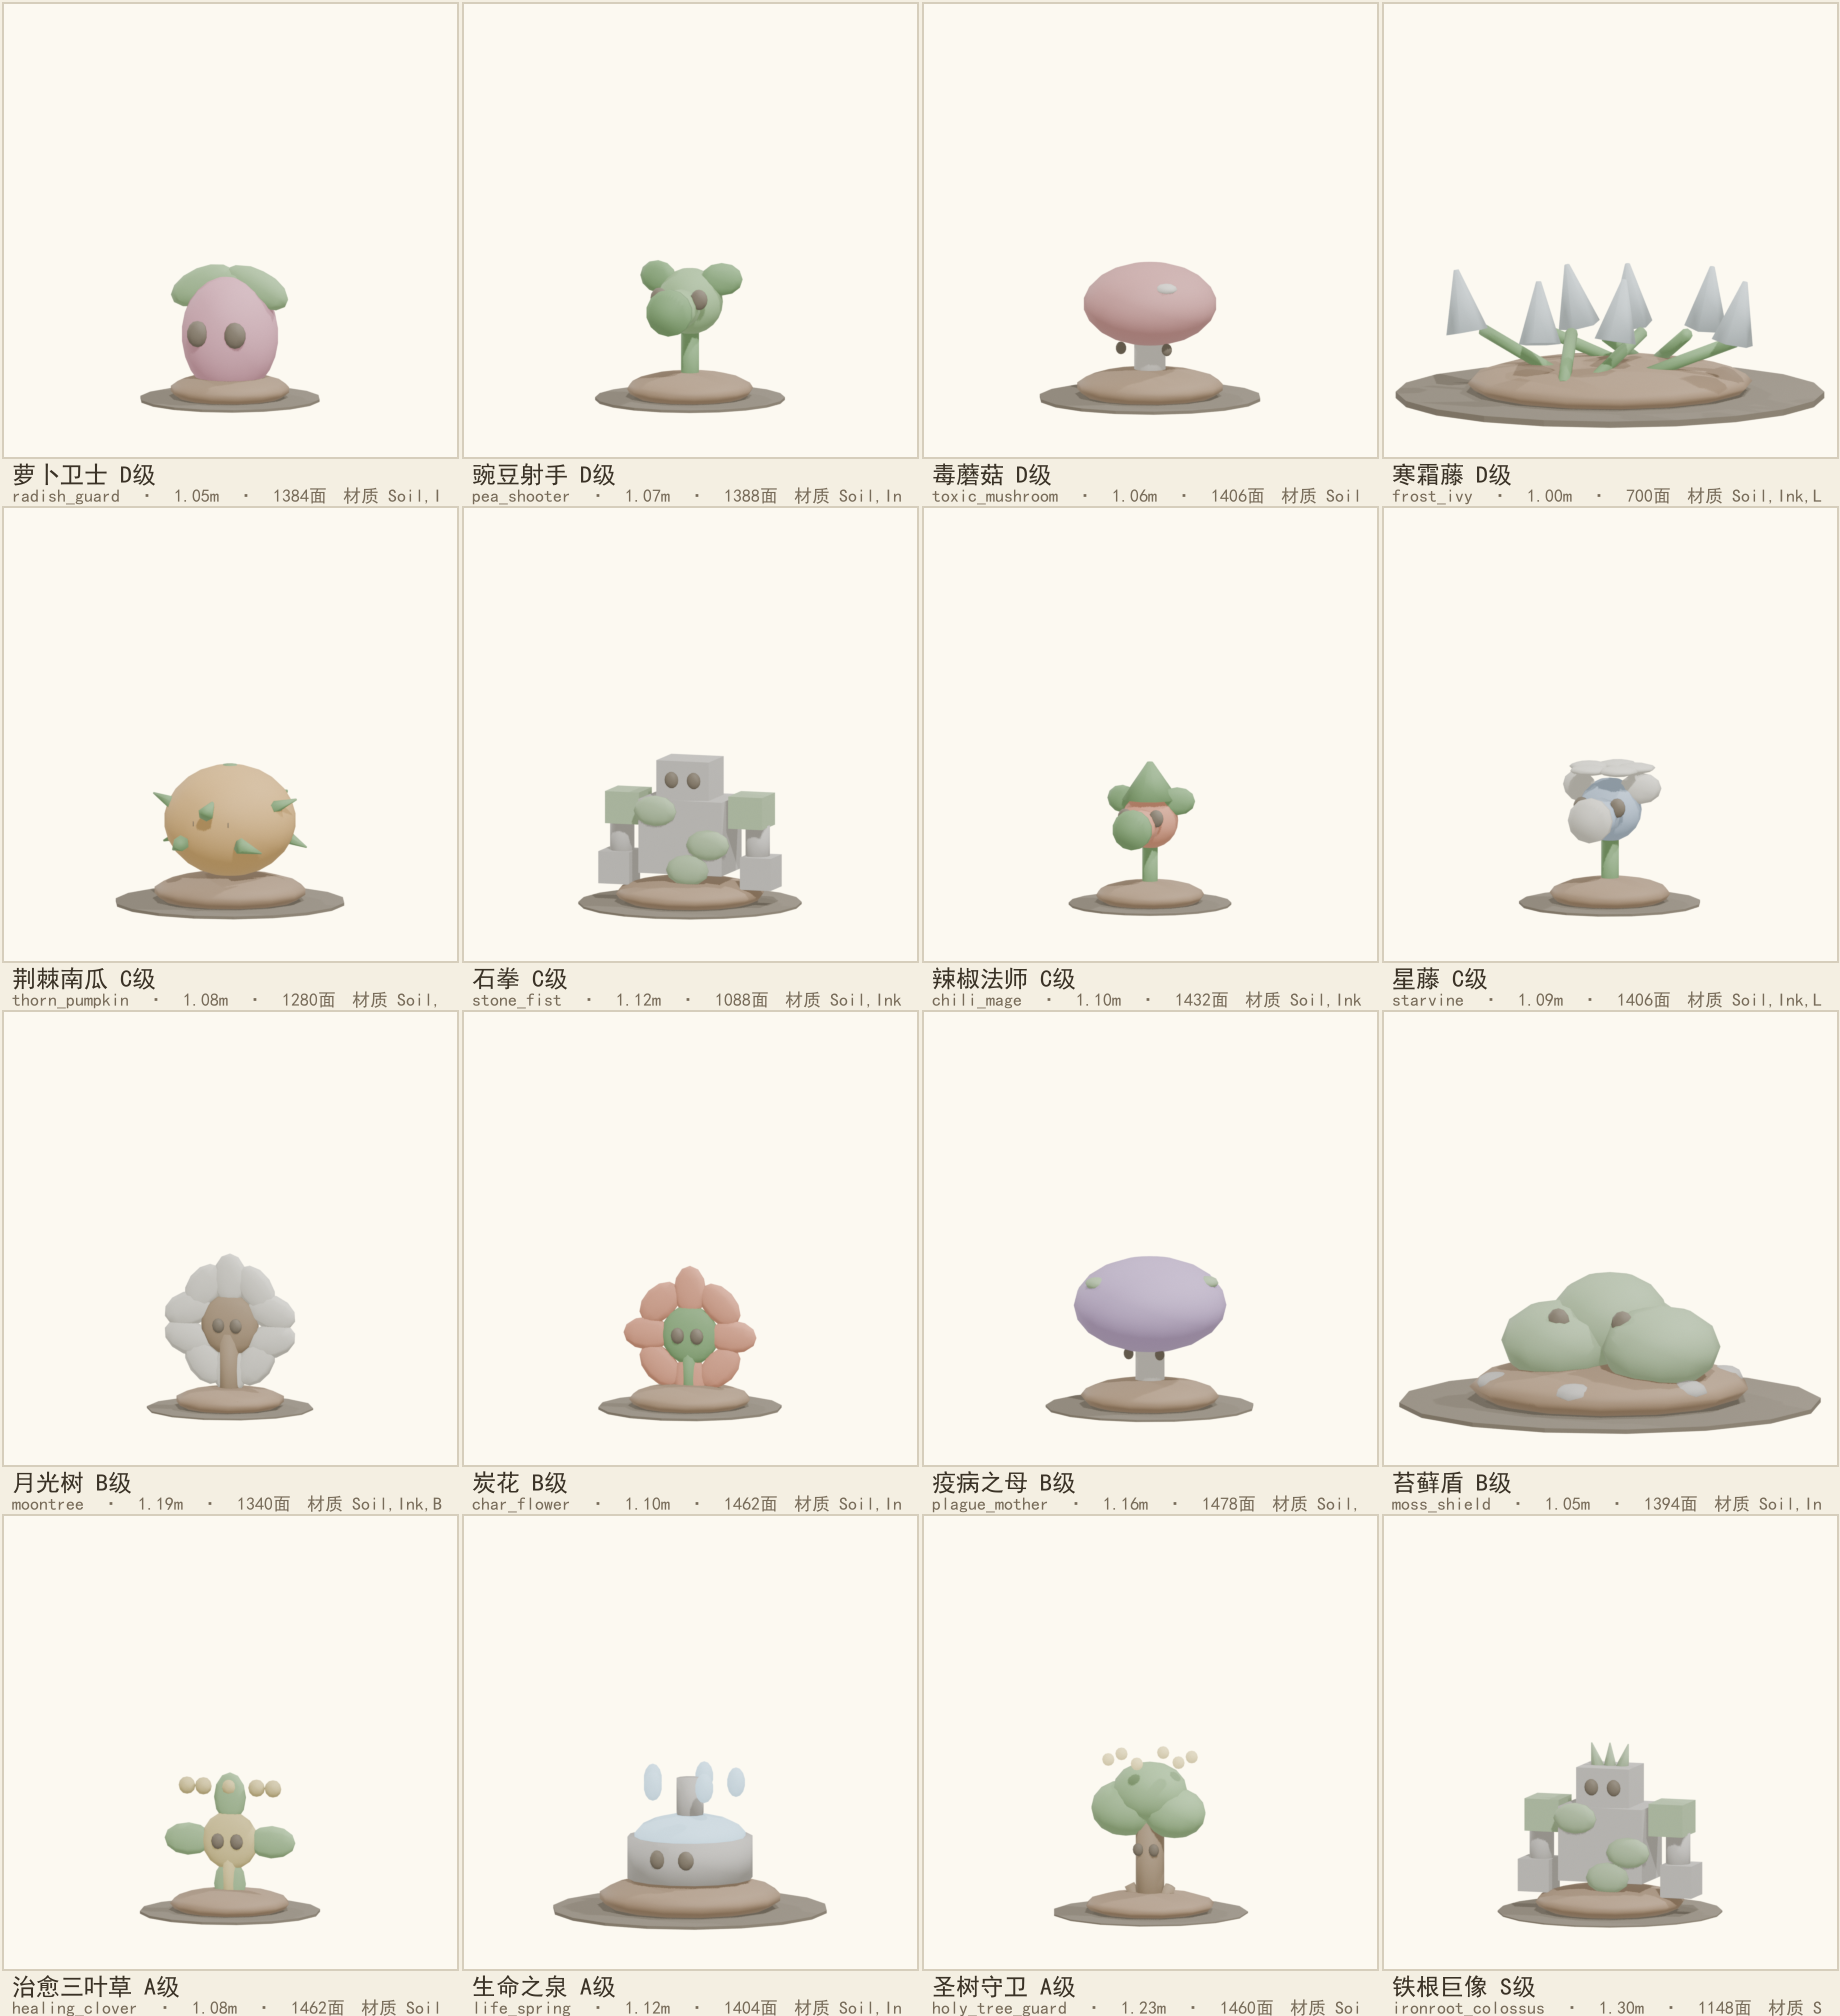 萝卜卫士 D级
radish_guard · 1.05m · 1384面 材质 Soil,I
豌豆射手 D级
pea_shooter · 1.07m · 1388面 材质 Soil,In
毒蘑菇 D级
toxic_mushroom · 1.06m · 1406面 材质 Soil
寒霜藤 D级
frost_ivy · 1.00m · 700面 材质 Soil,Ink,L
荆棘南瓜 C级
thorn_pumpkin · 1.08m · 1280面 材质 Soil,
石拳 C级
stone_fist · 1.12m · 1088面 材质 Soil,Ink
辣椒法师 C级
chili_mage · 1.10m · 1432面 材质 Soil,Ink
星藤 C级
starvine · 1.09m · 1406面 材质 Soil,Ink,L
月光树 B级
moontree · 1.19m · 1340面 材质 Soil,Ink,B
炭花 B级
char_flower · 1.10m · 1462面 材质 Soil,In
疫病之母 B级
plague_mother · 1.16m · 1478面 材质 Soil,
苔藓盾 B级
moss_shield · 1.05m · 1394面 材质 Soil,In
治愈三叶草 A级
healing_clover · 1.08m · 1462面 材质 Soil
生命之泉 A级
life_spring · 1.12m · 1404面 材质 Soil,In
圣树守卫 A级
holy_tree_guard · 1.23m · 1460面 材质 Soi
铁根巨像 S级
ironroot_colossus · 1.30m · 1148面 材质 S